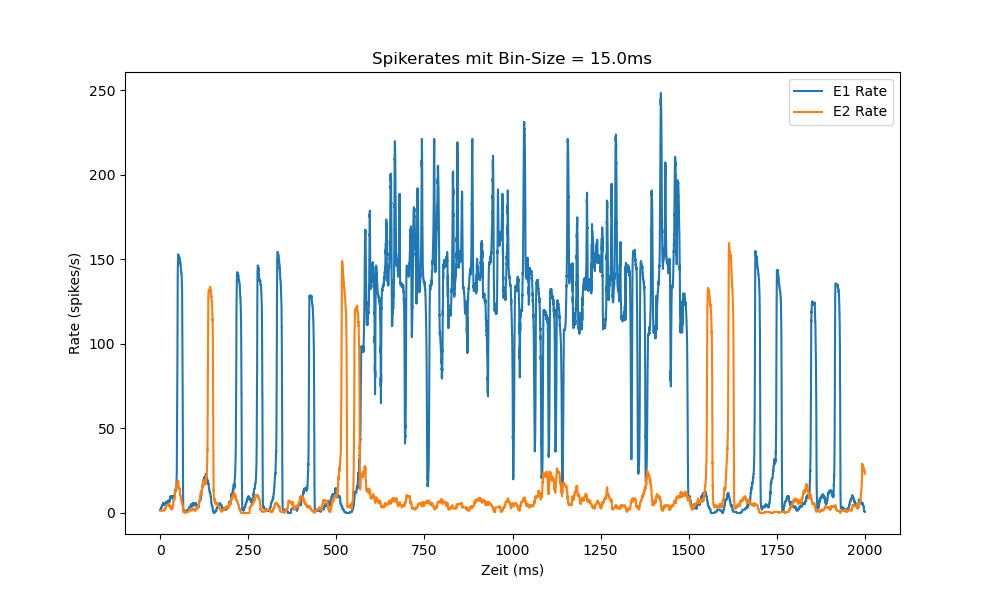 Spikerates mit Bin-Size = 15.0ms
E1 Rate
E2 Rate
Rate (spikes/s)
250
200
150
100
50
0
0 250 500 750 1000 1250 1500 1750 2000
Zeit (ms)